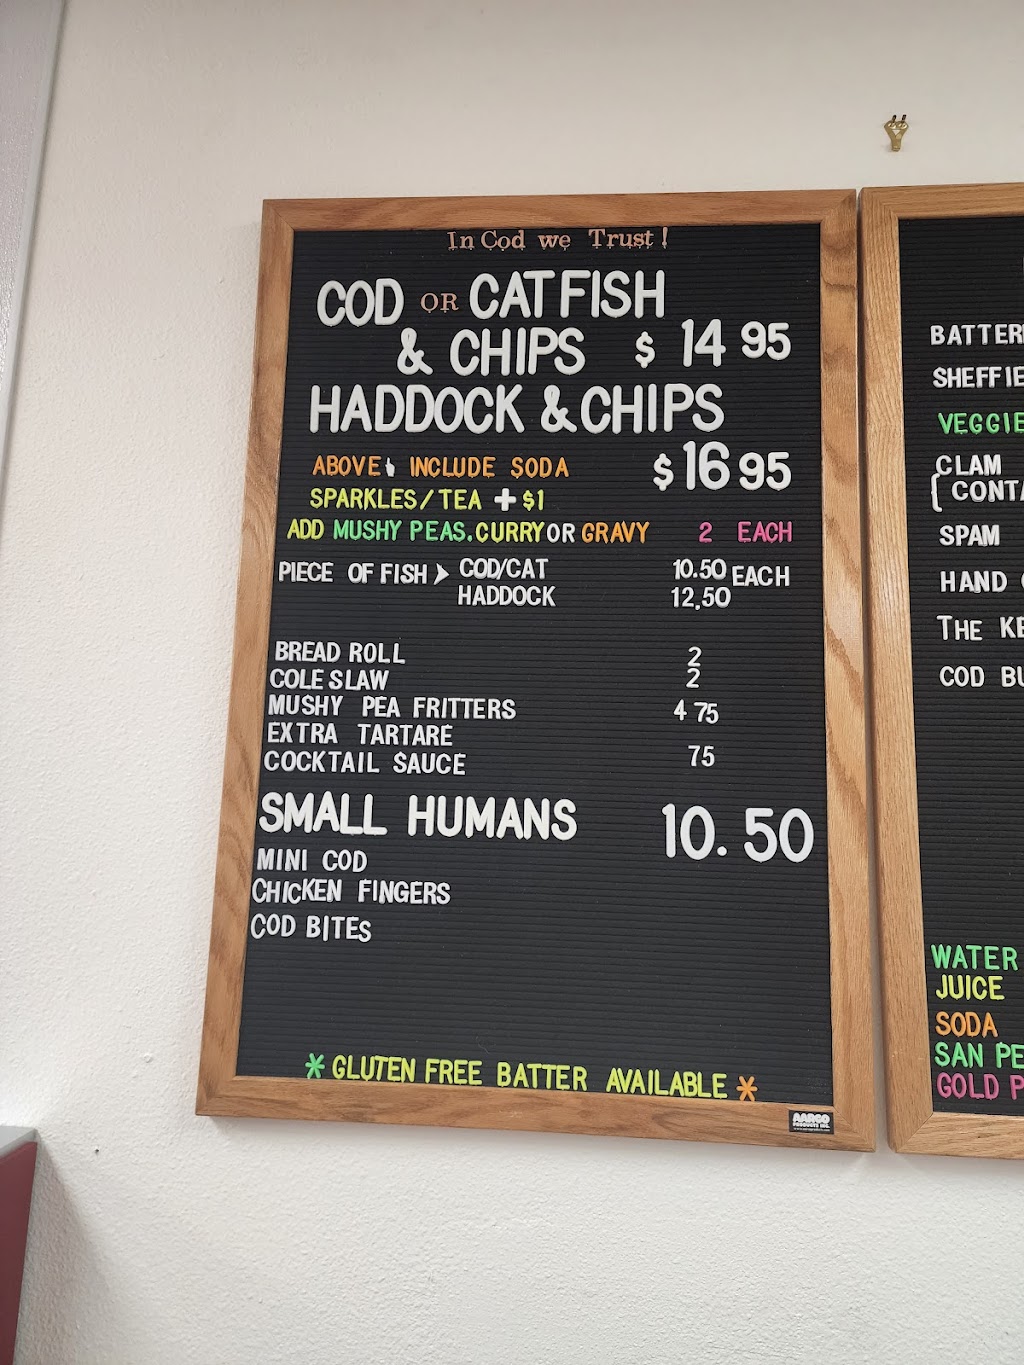 In Cod we Trust!
COD OR CATFISH
& CHIPS $ 14 95
HADDOCK & CHIPS
$ 16 95
ABOVE INCLUDE SODA
SPARKLES/TEA + $1
ADD MUSHY PEAS. CURRY OR GRAVY 2 EACH
PIECE OF FISH > COD/CAT 10.50 EACH
HADDOCK 12.50
BREAD ROLL 2
COLE SLAW 2
MUSHY PEA FRITTERS 4 75
EXTRA TARTARE
COCKTAIL SAUCE 75
SMALL HUMANS 10.50
MINI COD
CHICKEN FINGERS
COD BITES
* GLUTEN FREE BATTER AVAILABLE *
AARCO
PRODUCTS INC.
BATTER
SHEFFIE
VEGGIE
CLAM
CONTA
SPAM
HAND
THE KE
COD BU
WATER
JUICE
SODA
SAN PE
GOLD P